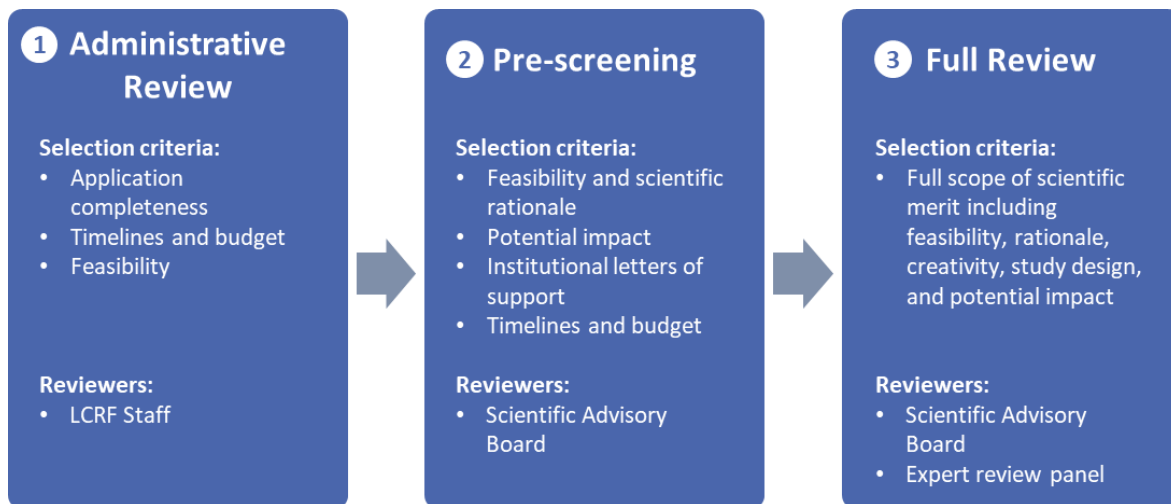 1 Administrative
Review
Selection criteria:
• Application
completeness
• Timelines and budget
• Feasibility
Reviewers:
• LCRF Staff
2 Pre-screening
Selection criteria:
• Feasibility and scientific
rationale
• Potential impact
• Institutional letters of
support
• Timelines and budget
Reviewers:
• Scientific Advisory
Board
3 Full Review
Selection criteria:
• Full scope of scientific
merit including
feasibility, rationale,
creativity, study design,
and potential impact
Reviewers:
• Scientific Advisory
Board
• Expert review panel